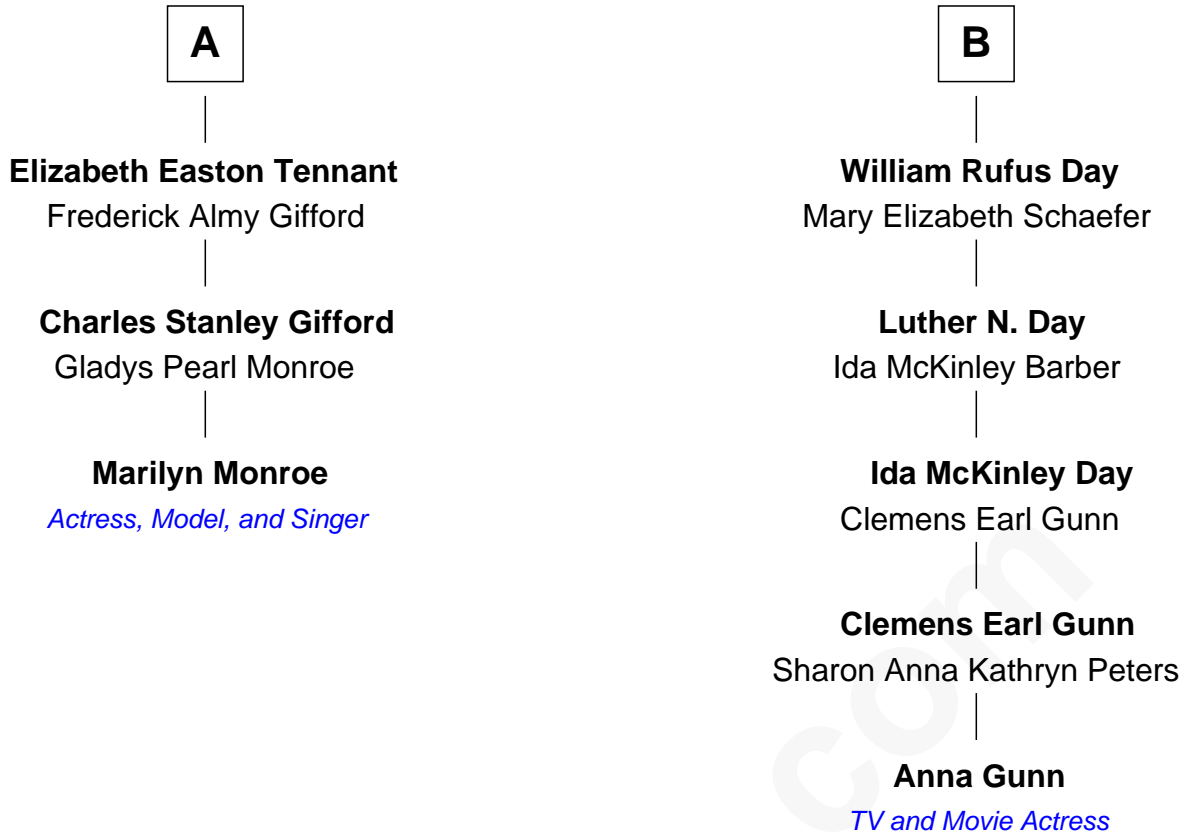 A
Elizabeth Easton Tennant
Frederick Almy Gifford
Charles Stanley Gifford
Gladys Pearl Monroe
Marilyn Monroe
Actress, Model, and Singer
B
William Rufus Day
Mary Elizabeth Schaefer
Luther N. Day
Ida McKinley Barber
Ida McKinley Day
Clemens Earl Gunn
Clemens Earl Gunn
Sharon Anna Kathryn Peters
Anna Gunn
TV and Movie Actress
com